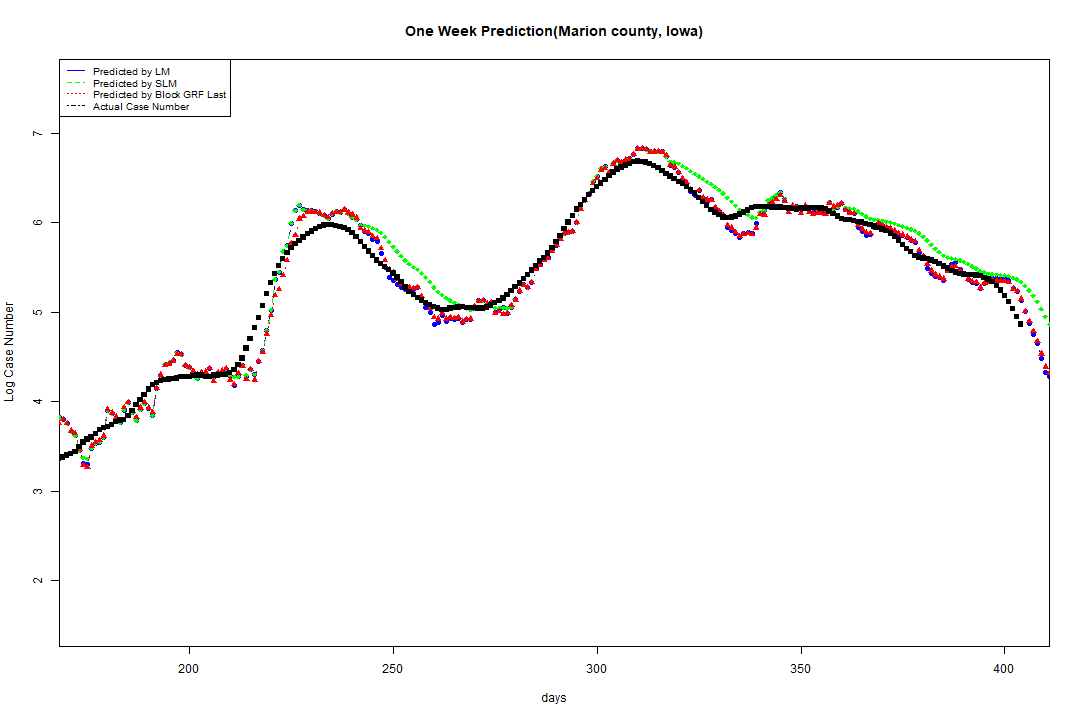 One Week Prediction(Marion county, Iowa)
Predicted by LM
Predicted by SLM
Predicted by Block GRF Last
Actual Case Number
7
6
5
4
3
2
Log Case Number
200 250 300 350 400
days